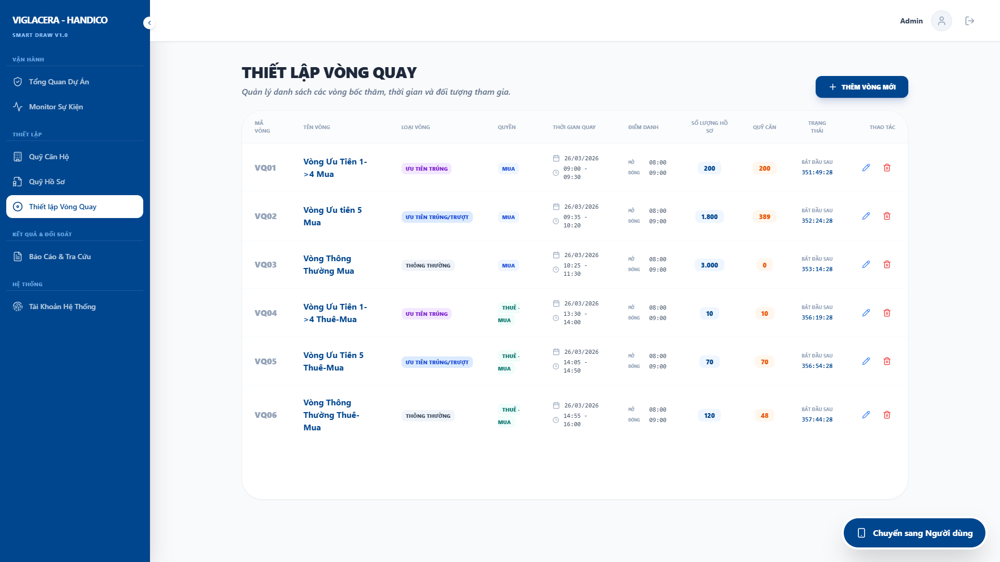 VIGLACERA - HANDICO
SMART DRAW V1.0
VẬN HÀNH
Tổng Quan Dự Án
Monitor Sự Kiện
THIẾT LẬP
Quỹ Căn Hộ
Quỹ Hồ Sơ
Thiết lập Vòng Quay
KẾT QUẢ & ĐỐI SOÁT
Báo Cáo & Tra Cứu
HỆ THỐNG
Tài Khoản Hệ Thống
Admin
THIẾT LẬP VÒNG QUAY
Quản lý danh sách các vòng bốc thăm, thời gian và đối tượng tham gia.
THÊM VÒNG MỚI
MÃ
VÒNG
TÊN VÒNG
LOẠI VÒNG
QUYỀN
THỜI GIAN QUAY
ĐIỂM DANH
SỐ LƯỢNG HỒ
SƠ
QUỸ CĂN
TRẠNG
THÁI
THAO TÁC
VQ01
Vòng Ưu Tiên 1-
>4 Mua
ƯU TIÊN TRÚNG
MUA
26/03/2026
09:00 -
09:30
MỞ 08:00
ĐÓNG 09:00
200
200
BẮT ĐẦU SAU
351:49:28
VQ02
Vòng Ưu tiên 5
Mua
ƯU TIÊN TRÚNG/TRƯỢT
MUA
26/03/2026
09:35 -
10:20
MỞ 08:00
ĐÓNG 09:00
1.800
389
BẮT ĐẦU SAU
352:24:28
VQ03
Vòng Thông
Thường Mua
THÔNG THƯỜNG
MUA
26/03/2026
10:25 -
11:30
MỞ 08:00
ĐÓNG 09:00
3.000
0
BẮT ĐẦU SAU
353:14:28
VQ04
Vòng Ưu Tiên 1-
>4 Thuê-Mua
ƯU TIÊN TRÚNG
THUÊ -
MUA
26/03/2026
13:30 -
14:00
MỞ 08:00
ĐÓNG 09:00
10
10
BẮT ĐẦU SAU
356:19:28
VQ05
Vòng Ưu Tiên 5
Thuê-Mua
ƯU TIÊN TRÚNG/TRƯỢT
THUÊ -
MUA
26/03/2026
14:05 -
14:50
MỞ 08:00
ĐÓNG 09:00
70
70
BẮT ĐẦU SAU
356:54:28
VQ06
Vòng Thông
Thường Thuê-
Mua
THÔNG THƯỜNG
THUÊ -
MUA
26/03/2026
14:55 -
16:00
MỞ 08:00
ĐÓNG 09:00
120
48
BẮT ĐẦU SAU
357:44:28
Chuyển sang Người dùng